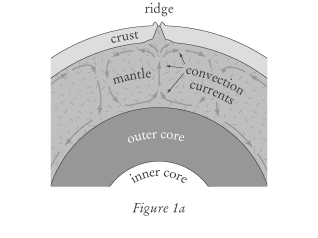 ridge
crust
mantle
convection
currents
outer core
inner core
Figure 1a